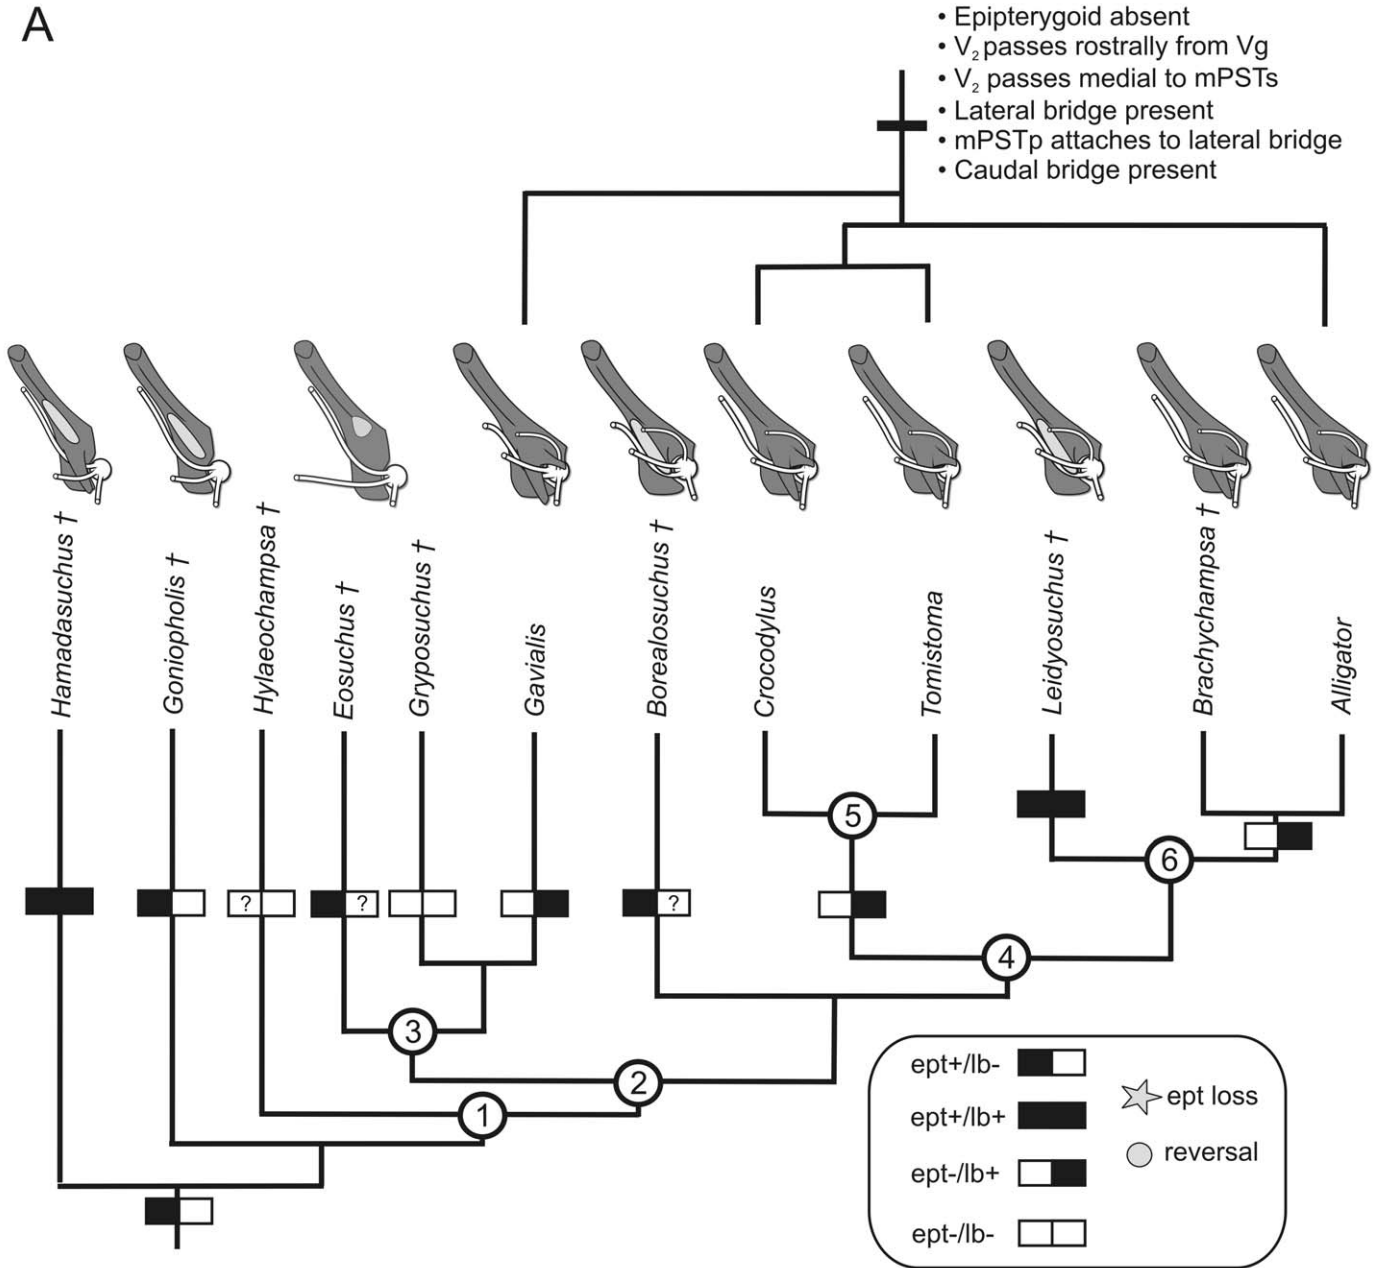 A
• Epipterygoid absent
• V₂ passes rostrally from Vg
• V₂ passes medial to mPSTs
• Lateral bridge present
• mPSTp attaches to lateral bridge
• Caudal bridge present
Hamadasuchus †
Goniopholis †
Hylaeochampsa †
Eosuchus †
Gryposuchus †
Gavialis
Borealosuchus †
Crocodylus
Tomistoma
Leidyosuchus †
Brachychampsa †
Alligator
5
6
? ? ?
4
3
2
1
ept+/lb-
ept+/lb+
ept-/lb+
ept-/lb-
ept loss
reversal